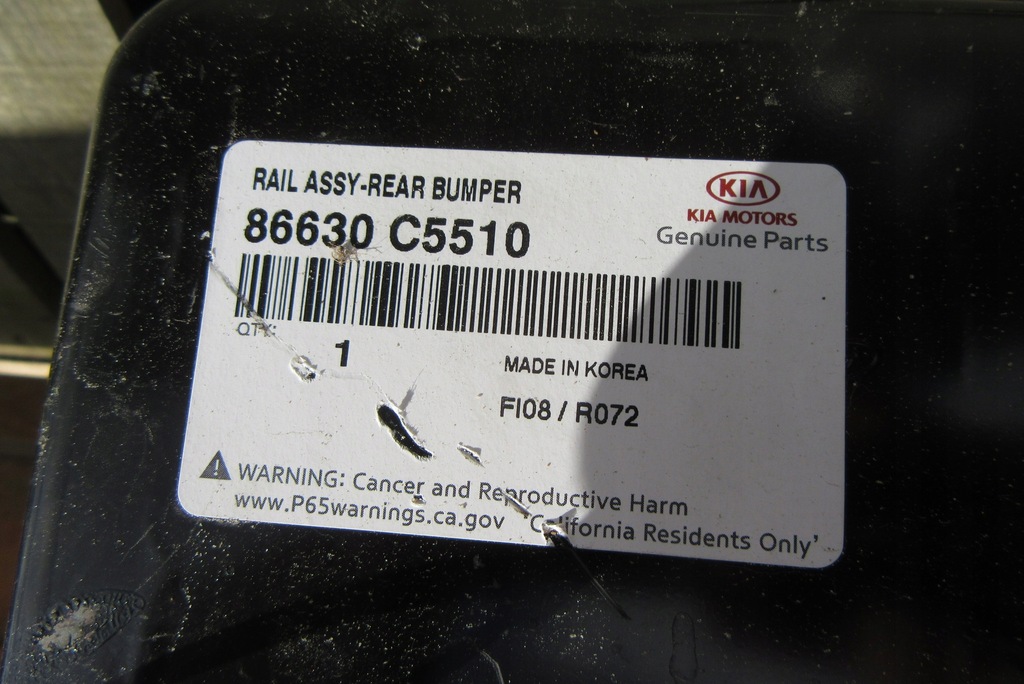 RAIL ASSY-REAR BUMPER
86630 C5510
KIA
KIA MOTORS
Genuine Parts
QTY:
1
MADE IN KOREA
FI08 / R072
WARNING: Cancer and Reproductive Harm
www.P65warnings.ca.gov 'California Residents Only'